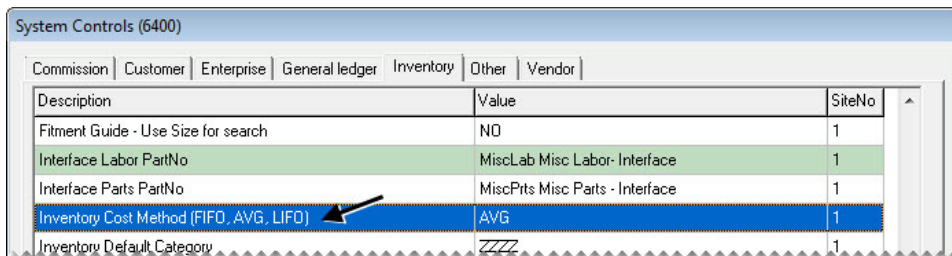 System Controls (6400)
Commission Customer Enterprise General ledger Inventory Other Vendor
Description Value SiteNo
Fitment Guide - Use Size for search NO 1
Interface Labor PartNo MiscLab Misc Labor- Interface 1
Interface Parts PartNo MiscPrts Misc Parts - Interface 1
Inventory Cost Method (FIFO, AVG, LIFO) AVG 1
Inventory Default Category ZZZZ 1